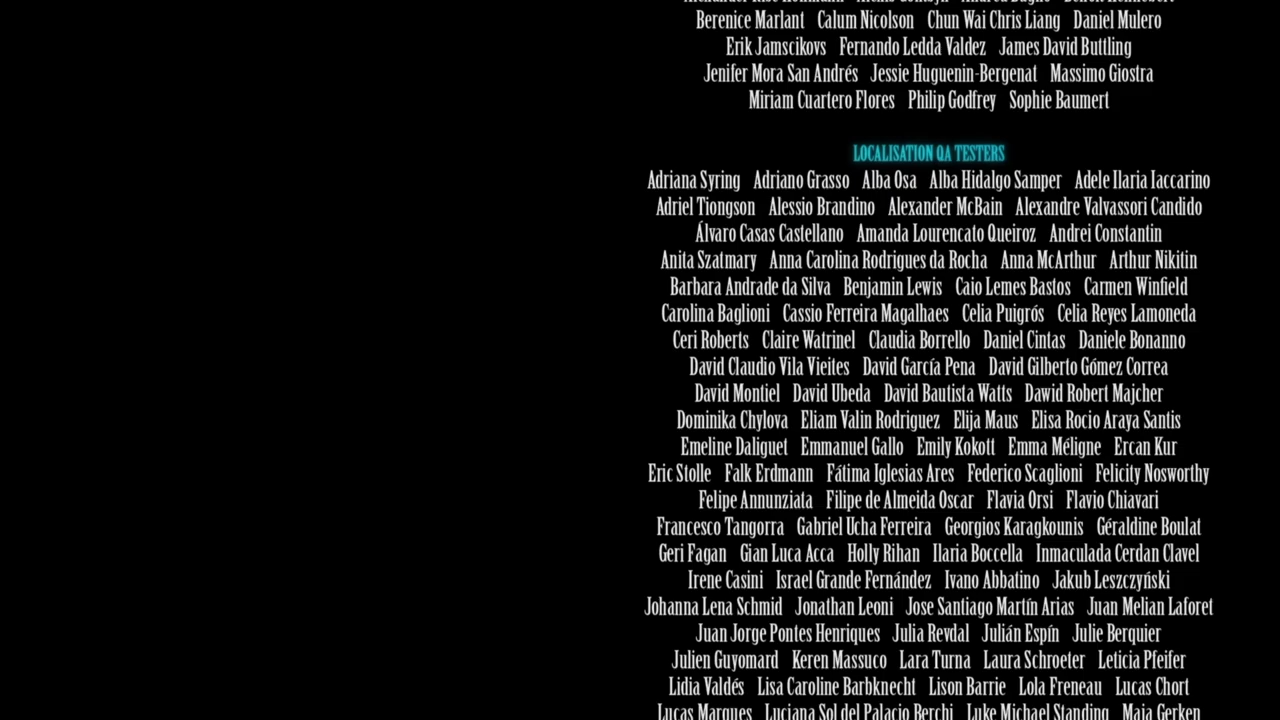 Berenice Marlant Calum Nicolson Chun Wai Chris Liang Daniel Mulero
Erik Jamscikovs Fernando Ledda Valdez James David Buttling
Jenifer Mora San Andrés Jessie Huguenin-Bergenat Massimo Giostra
Miriam Cuartero Flores Philip Godfrey Sophie Baumert
LOCALISATION QA TESTERS
Adriana Syring Adriano Grasso Alba Osa Alba Hidalgo Samper Adele Ilaria Iaccarino
Adriel Tiongson Alessio Brandino Alexander McBain Alexandre Valvassori Candido
Álvaro Casas Castellano Amanda Lourencato Queiroz Andrei Constantin
Anita Szatmary Anna Carolina Rodrigues da Rocha Anna McArthur Arthur Nikitin
Barbara Andrade da Silva Benjamin Lewis Caio Lemes Bastos Carmen Winfield
Carolina Baglioni Cassio Ferreira Magalhaes Celia Puigrós Celia Reyes Lamoneda
Ceri Roberts Claire Watrinel Claudia Borrello Daniel Cintas Daniele Bonanno
David Claudio Vila Vieites David García Pena David Gilberto Gómez Correa
David Montiel David Ubeda David Bautista Watts Dawid Robert Majcher
Dominika Chylova Eliam Valin Rodriguez Elija Maus Elisa Rocio Araya Santis
Emeline Daliguet Emmanuel Gallo Emily Kokott Emma Méligne Ercan Kur
Eric Stolle Falk Erdmann Fátima Iglesias Ares Federico Scaglioni Felicity Nosworthy
Felipe Annunziata Filipe de Almeida Oscar Flavia Orsi Flavio Chiavari
Francesco Tangorra Gabriel Ucha Ferreira Georgios Karagkounis Géraldine Boulat
Geri Fagan Gian Luca Acca Holly Rihan Ilaria Boccella Inmaculada Cerdan Clavel
Irene Casini Israel Grande Fernández Ivano Abbatino Jakub Leszczyński
Johanna Lena Schmid Jonathan Leoni Jose Santiago Martín Arias Juan Melian Laforet
Juan Jorge Pontes Henriques Julia Revdal Julián Espín Julie Berquier
Julien Guyomard Keren Massuco Lara Turna Laura Schroeter Leticia Pfeifer
Lidia Valdés Lisa Caroline Barbknecht Lison Barrie Lola Freneau Lucas Chort
Lucas Marques Luciana Sol del Palacio Berchi Luke Michael Standing Maja Gerken